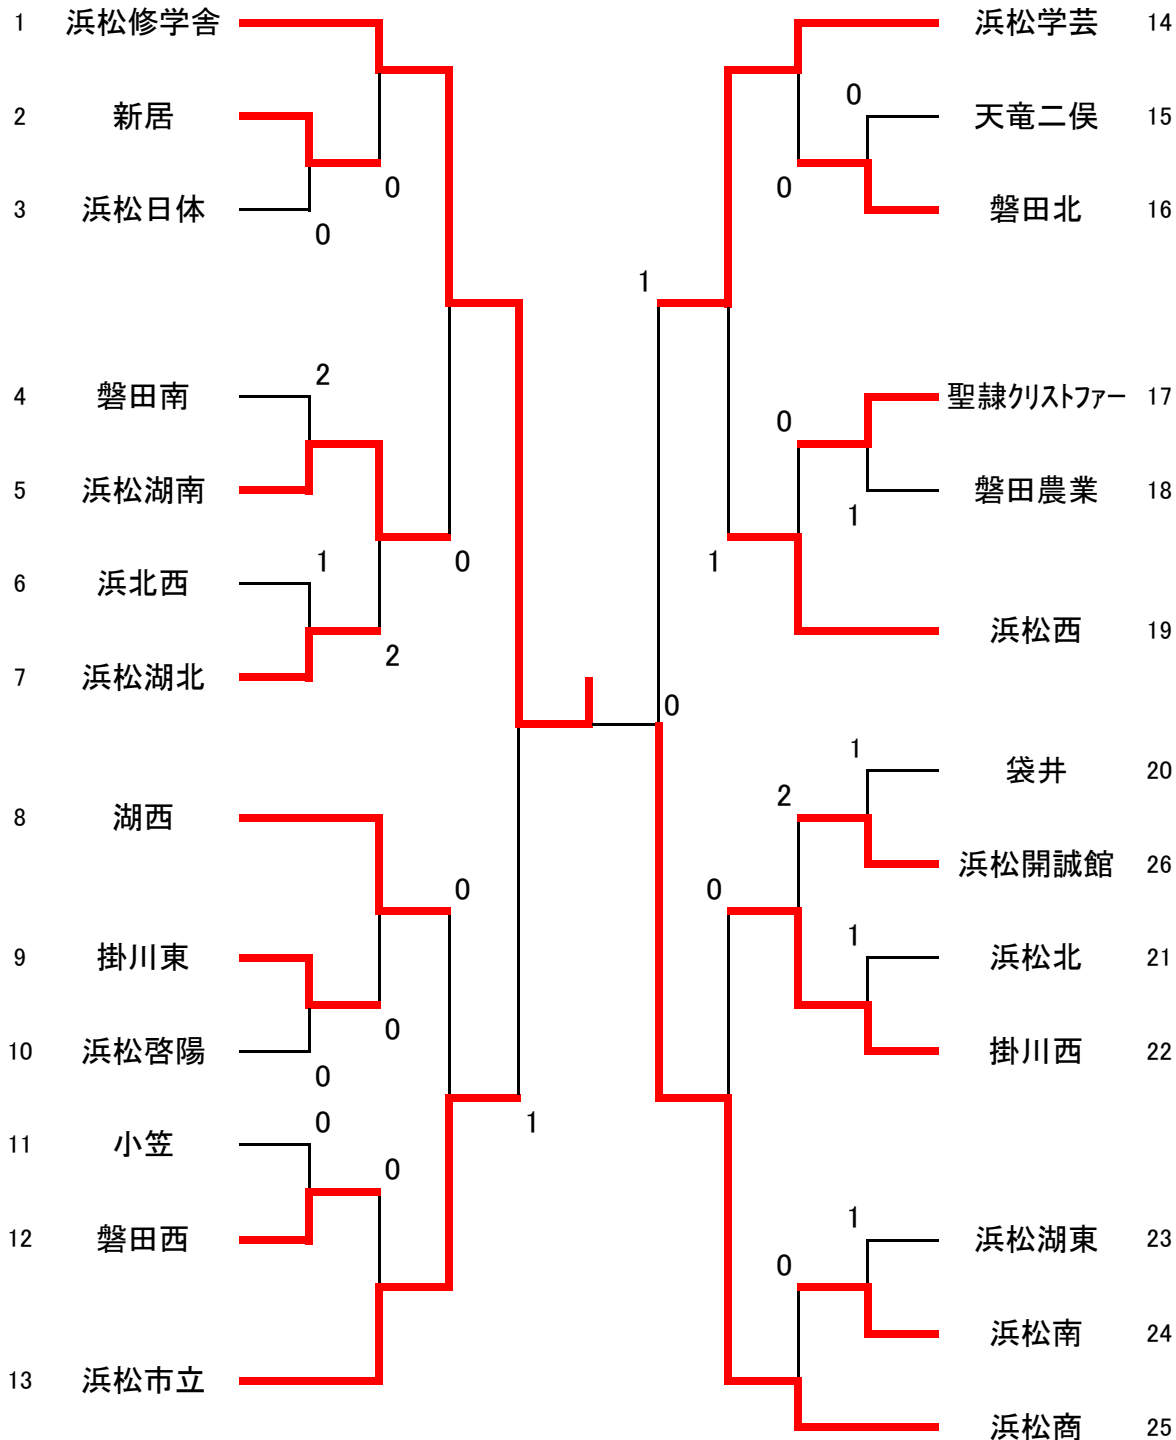 1 浜松修学舎
2 新居
0
3 浜松日体
0
2
4 磐田南
5 浜松湖南
1
0
6 浜北西
2
7 浜松湖北
8 湖西
0
9 掛川東
0
10 浜松啓陽
0
0
1
11 小笠
0
12 磐田西
13 浜松市立
浜松学芸 14
0
天竜二俣 15
0
磐田北 16
1
聖隷クリストファー 17
0
磐田農業 18
1
1
浜松西 19
0
1
袋井 20
2
浜松開誠館 26
0
1
浜松北 21
掛川西 22
1
浜松湖東 23
0
浜松南 24
浜松商 25